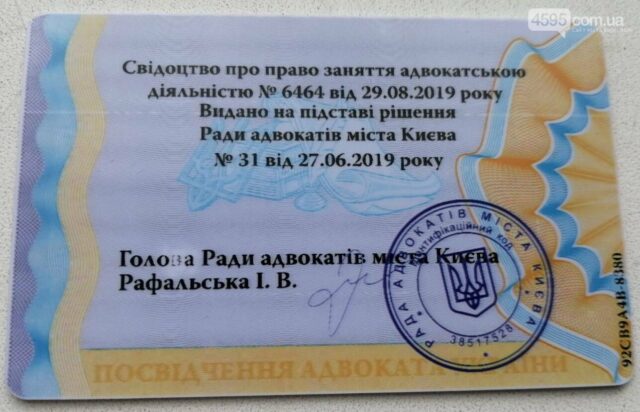 4595.com.ua
Свідоцтво про право заняття адвокатською
діяльністю № 6464 від 29.08.2019 року
Видано на підставі рішення
Ради адвокатів міста Києва
№ 31 від 27.06.2019 року
Голова Ради адвокатів міста Києва
Рафальська І. В.
РАДА АДВОКАТІВ МІСТА КИЄВА
Ідентифікаційний код
38517528
92CB9A4B-8380
ПОСВІДЧЕННЯ АДВОКАТА УКРАЇНИ